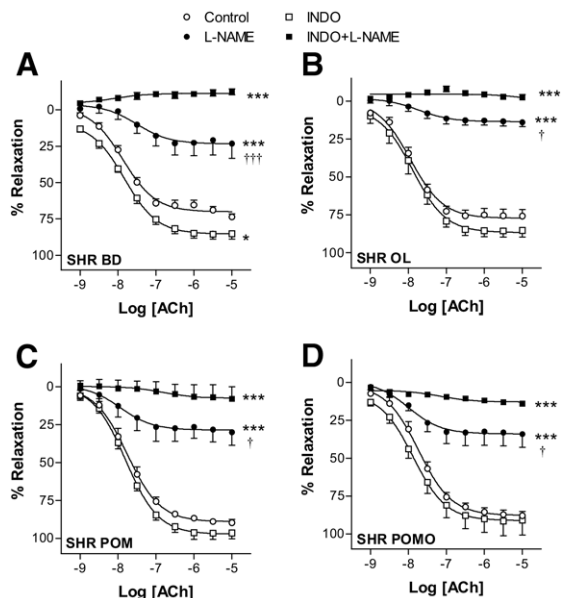 Control INDO
L-NAME INDO+L-NAME
A
% Relaxation
0
25
50
75
100
***
***
†††
*
SHR BD
-9 -8 -7 -6 -5
Log [ACh]
B
% Relaxation
0
25
50
75
100
***
***
†
SHR OL
-9 -8 -7 -6 -5
Log [ACh]
C
% Relaxation
0
25
50
75
100
***
***
†
SHR POM
-9 -8 -7 -6 -5
Log [ACh]
D
% Relaxation
0
25
50
75
100
***
***
†
SHR POMO
-9 -8 -7 -6 -5
Log [ACh]